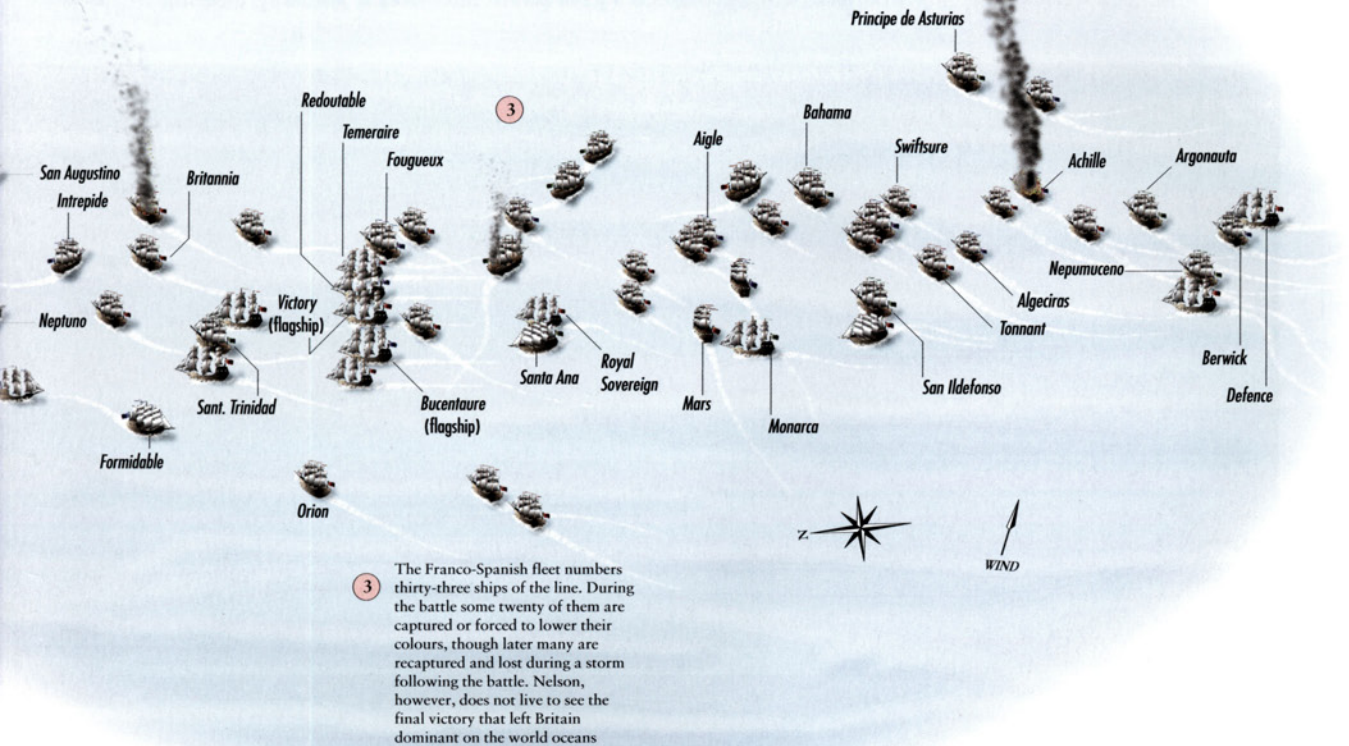 Principe de Asturias
Redoutable
3
Temeraire
Fougueux
Aigle
Bahama
Swiftsure
Achille
Argonauta
San Augustino
Intrepide
Britannia
Neptuno
Victory
(flagship)
Nepumuceno
Algeciras
Tonnant
Royal
Sovereign
Santa Ana
Sant. Trinidad
Bucentaure
(flagship)
Mars
Monarca
San Ildefonso
Berwick
Defence
Formidable
Orion
N
WIND
3
The Franco-Spanish fleet numbers
thirty-three ships of the line. During
the battle some twenty of them are
captured or forced to lower their
colours, though later many are
recaptured and lost during a storm
following the battle. Nelson,
however, does not live to see the
final victory that left Britain
dominant on the world oceans